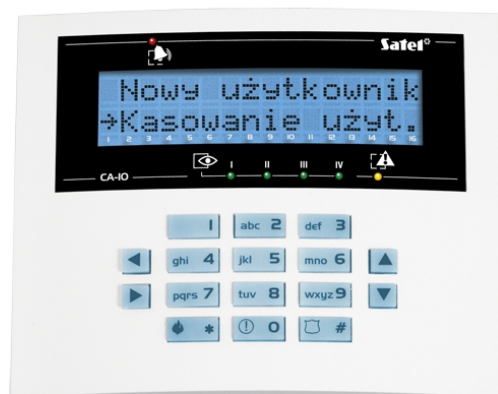 Satel
Nowy użytkownik
→Kasowanie użyt.
1 2 3 4 5 6 7 8 9 10 11 12 13 14 15 16
I II III IV
CA-10
1 abc 2 def 3
ghi 4 jkl 5 mno 6
pqrs 7 tuv 8 wxyz 9
* 0 #